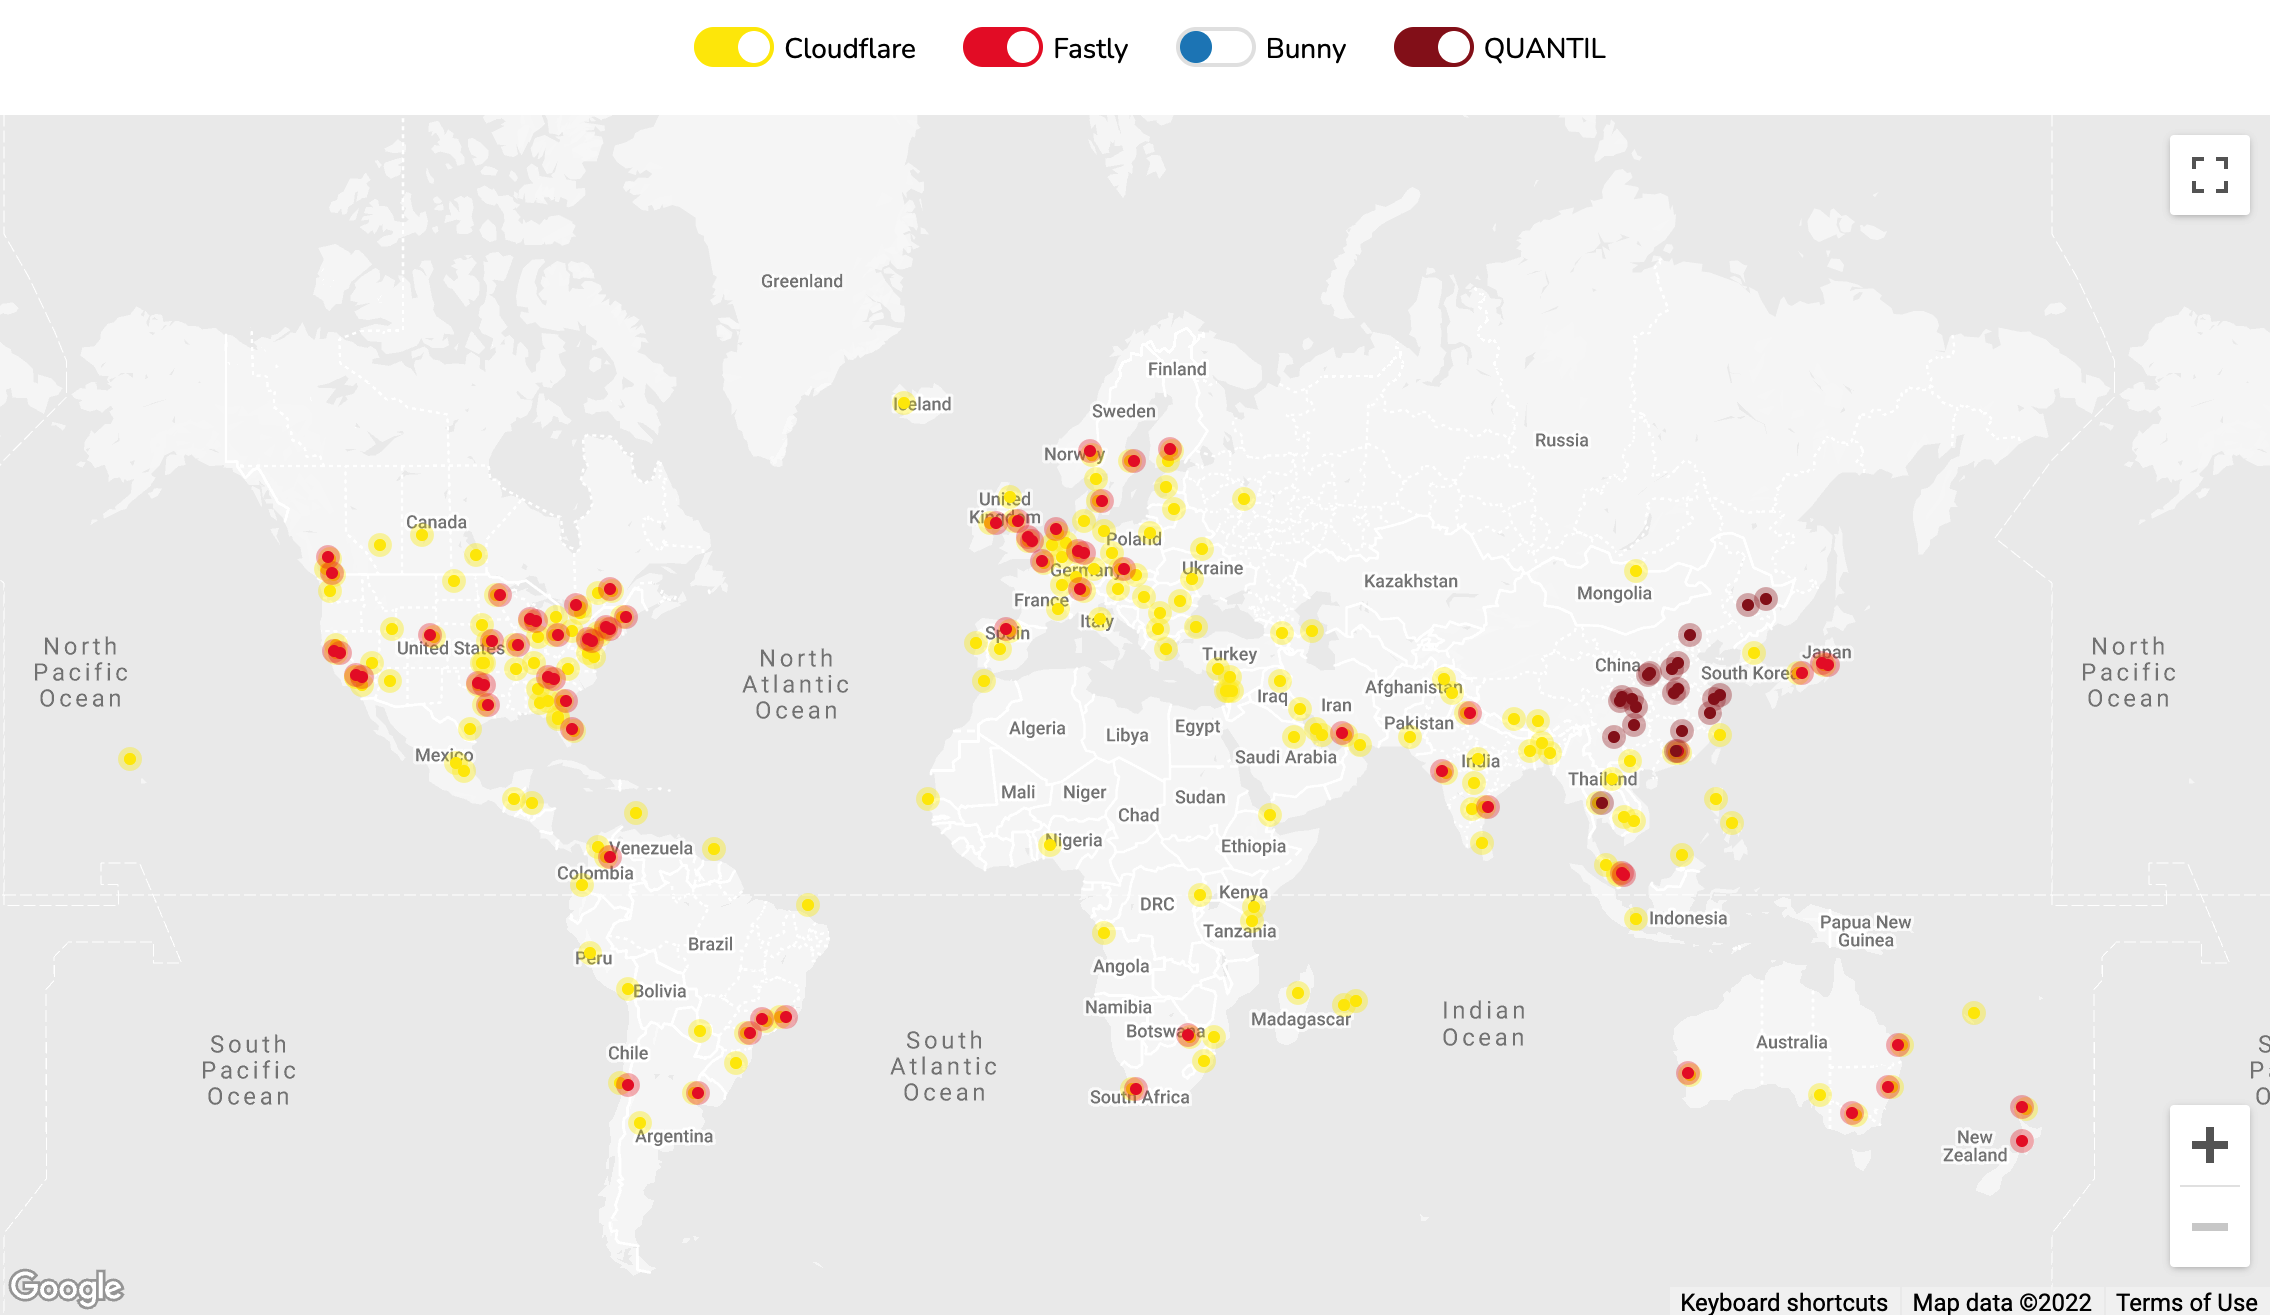 Cloudflare
Fastly
Bunny
QUANTIL
Greenland
Finland
Iceland
Sweden
Norway
Russia
United
Kingdom
Canada
Poland
Germany
Ukraine
Kazakhstan
Mongolia
France
Italy
Spain
North
Pacific
Ocean
United States
North
Atlantic
Ocean
Turkey
China
South Korea
Japan
North
Pacific
Ocean
Iraq
Iran
Afghanistan
Pakistan
Algeria
Libya
Egypt
Saudi Arabia
India
Mexico
Thailand
Mali
Niger
Chad
Sudan
Nigeria
Ethiopia
Venezuela
Colombia
DRC
Kenya
Tanzania
Indonesia
Papua New
Guinea
Brazil
Peru
Bolivia
Angola
Namibia
Botswana
Madagascar
Indian
Ocean
Australia
South
Pacific
Ocean
Chile
South
Atlantic
Ocean
South Africa
Argentina
New
Zealand
S
P
O
Google
Keyboard shortcuts
Map data ©2022
Terms of Use